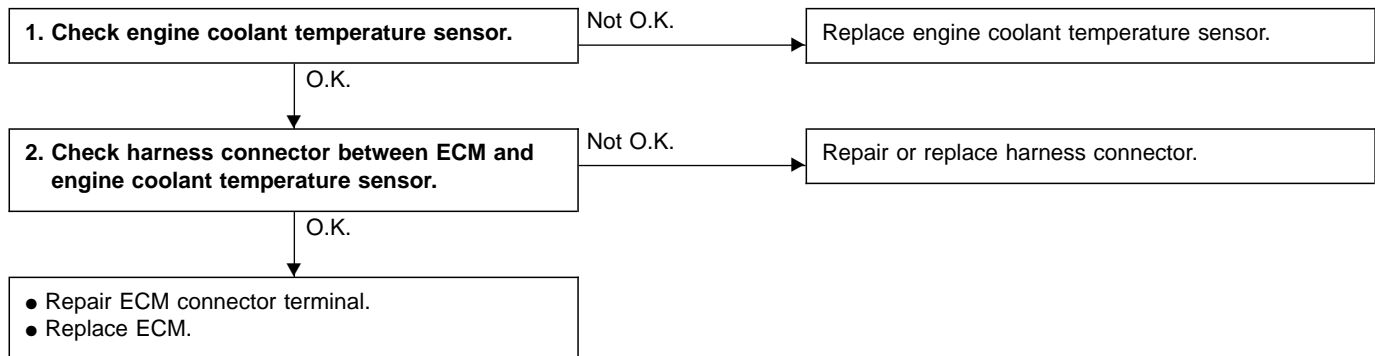 1. Check engine coolant temperature sensor.
Not O.K.
Replace engine coolant temperature sensor.
O.K.
2. Check harness connector between ECM and
engine coolant temperature sensor.
Not O.K.
Repair or replace harness connector.
O.K.
● Repair ECM connector terminal.
● Replace ECM.